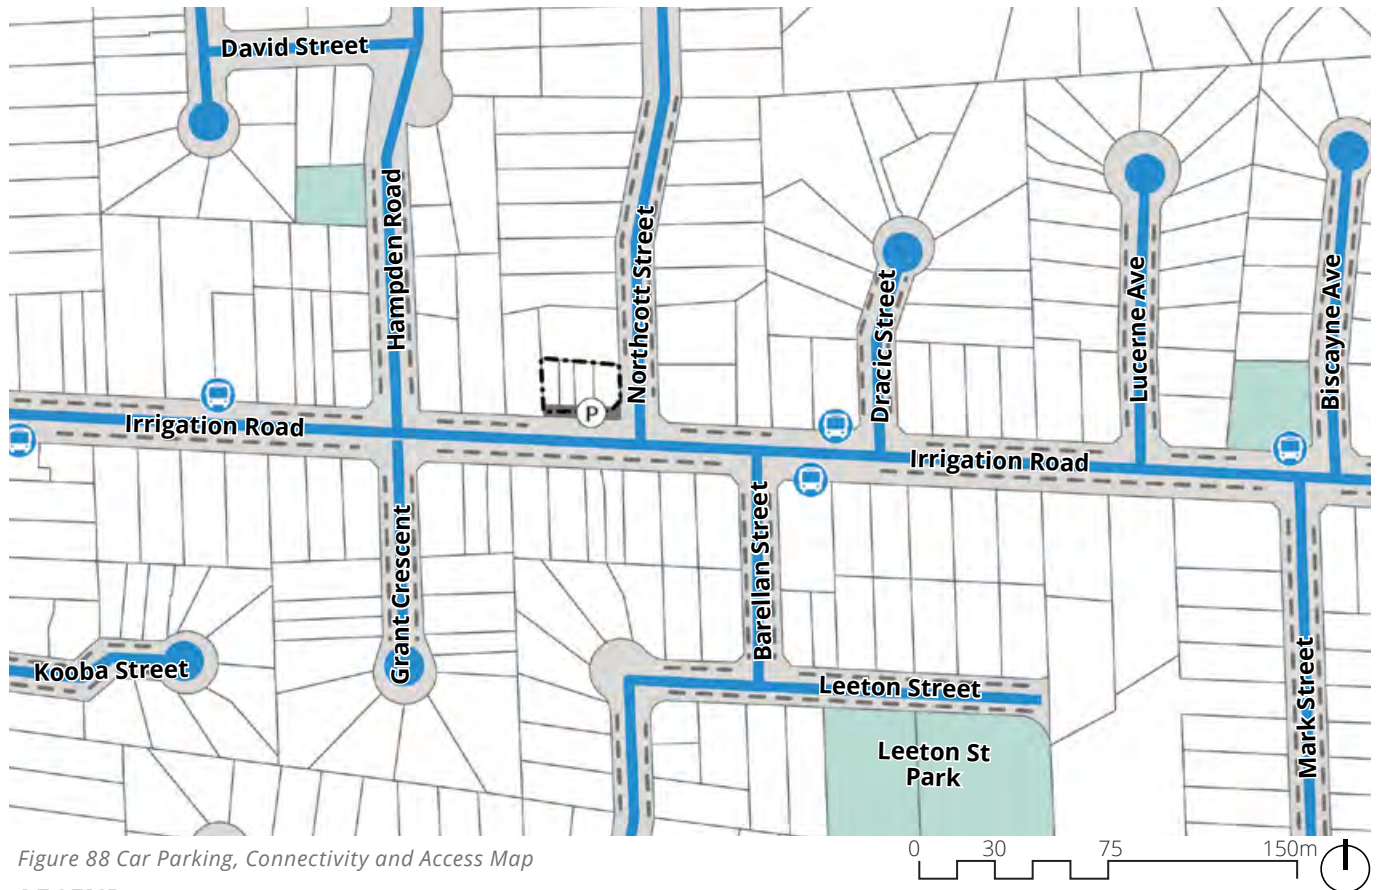 David Street
Hampden Road
Northcott Street
Dracic Street
Lucerne Ave
Biscayne Ave
P
Irrigation Road
Irrigation Road
Grant Crescent
Barellan Street
Kooba Street
Leeton Street
Mark Street
Leeton St
Park
Figure 88 Car Parking, Connectivity and Access Map
0 30 75 150m